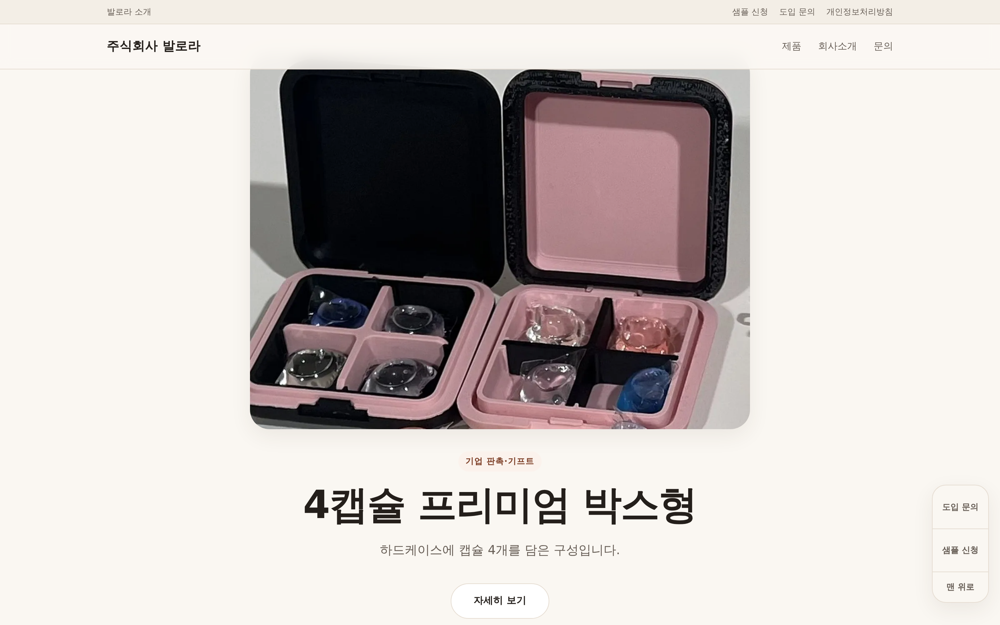 발로라 소개
샘플 신청 도입 문의 개인정보처리방침
주식회사 발로라
제품 회사소개 문의
기업 판촉·기프트
4캡슐 프리미엄 박스형
하드케이스에 캡슐 4개를 담은 구성입니다.
자세히 보기
도입 문의
샘플 신청
맨 위로